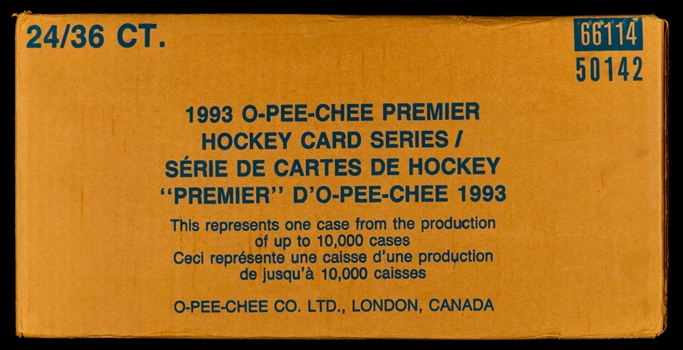 24/36 CT.
66114
50142
1993 O-PEE-CHEE PREMIER
HOCKEY CARD SERIES /
SÉRIE DE CARTES DE HOCKEY
"PREMIER" D'O-PEE-CHEE 1993
This represents one case from the production
of up to 10,000 cases
Ceci représente une caisse d'une production
de jusqu'à 10,000 caisses
O-PEE-CHEE CO. LTD., LONDON, CANADA